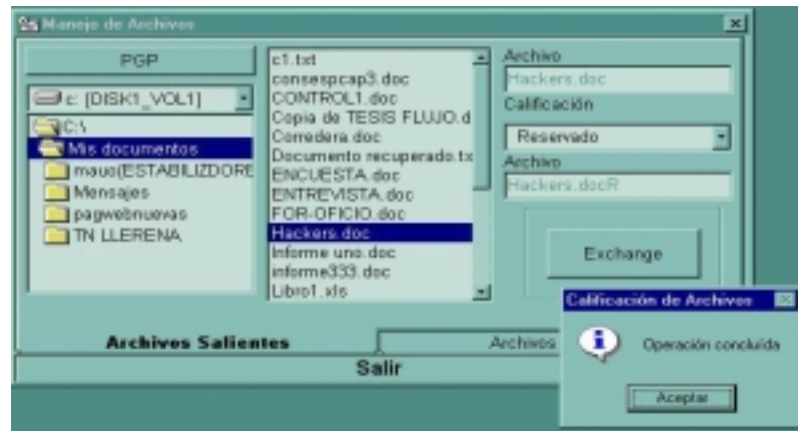 Manejo de Archivos
PGP
c: [DISK1_VOL1]
C:\
Mis documentos
mauo(ESTABILIZDORE
Mensajes
pagwebnuevas
TN LLERENA
c1.txt
consespcap3.doc
CONTROL1.doc
Copia de TESIS FLUJO.d
Corredera.doc
Documento recuperado.tx
ENCUESTA.doc
ENTREVISTA.doc
FOR-OFICIO.doc
Hackers.doc
Informe uno.doc
informe333.doc
Libro1.xls
Archivo
Hackers.doc
Calificación
Reservado
Archivo
Hackers.docR
Exchange
Archivos Salientes
Archivos
Salir
Calificación de Archivos
Operación concluída
Aceptar